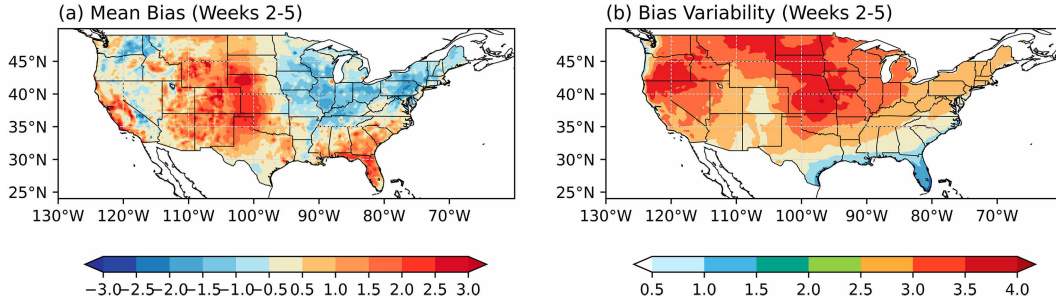 (a) Mean Bias (Weeks 2-5)
45°N
40°N
35°N
30°N
25°N
130°W 120°W 110°W 100°W 90°W 80°W 70°W
−3.0 −2.5 −2.0 −1.5 −1.0 −0.5 0.5 1.0 1.5 2.0 2.5 3.0
(b) Bias Variability (Weeks 2-5)
45°N
40°N
35°N
30°N
25°N
130°W 120°W 110°W 100°W 90°W 80°W 70°W
0.5 1.0 1.5 2.0 2.5 3.0 3.5 4.0